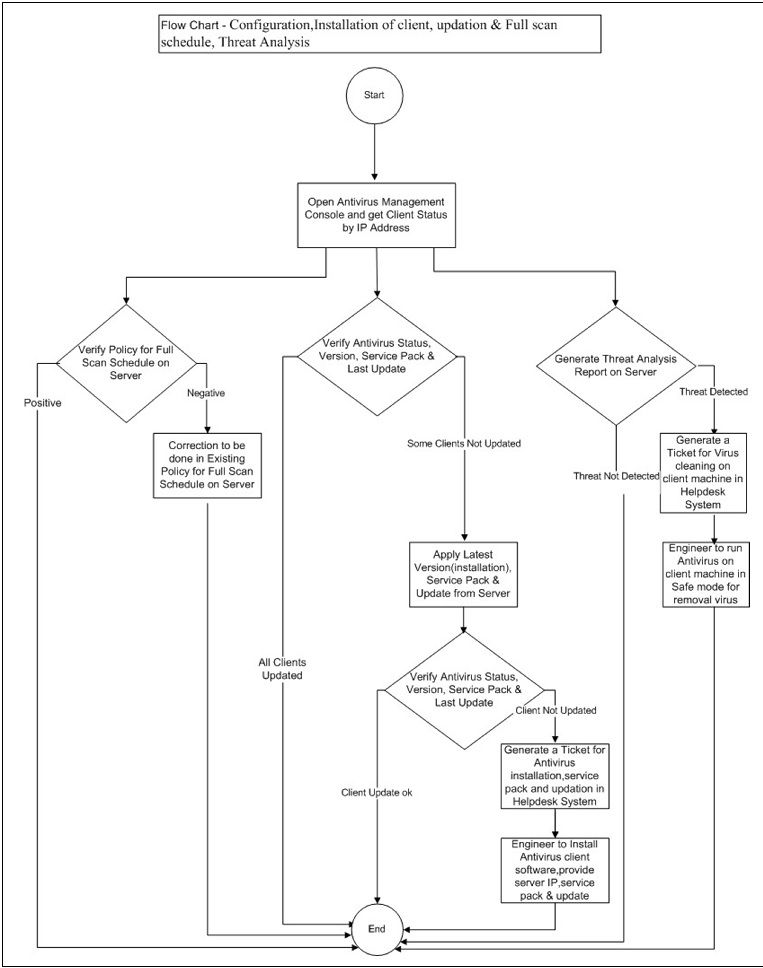 Flow Chart - Configuration,Installation of client, updation & Full scan
schedule, Threat Analysis
Start
Open Antivirus Management
Console and get Client Status
by IP Address
Verify Policy for Full
Scan Schedule on
Server
Verify Antivirus Status,
Version, Service Pack &
Last Update
Generate Threat Analysis
Report on Server
Positive
Negative
Threat Detected
Correction to be
done in Existing
Policy for Full Scan
Schedule on Server
Some Clients Not Updated
Threat Not Detected
Generate a
Ticket for Virus
cleaning on
client machine in
Helpdesk
System
Apply Latest
Version(installation),
Service Pack &
Update from Server
Engineer to run
Antivirus on
client machine in
Safe mode for
removal virus
All Clients
Updated
Verify Antivirus Status,
Version, Service Pack &
Last Update
Client Not Updated
Client Update ok
Generate a Ticket for
Antivirus
installation,service
pack and updation in
Helpdesk System
Engineer to Install
Antivirus client
software,provide
server IP,service
pack & update
End